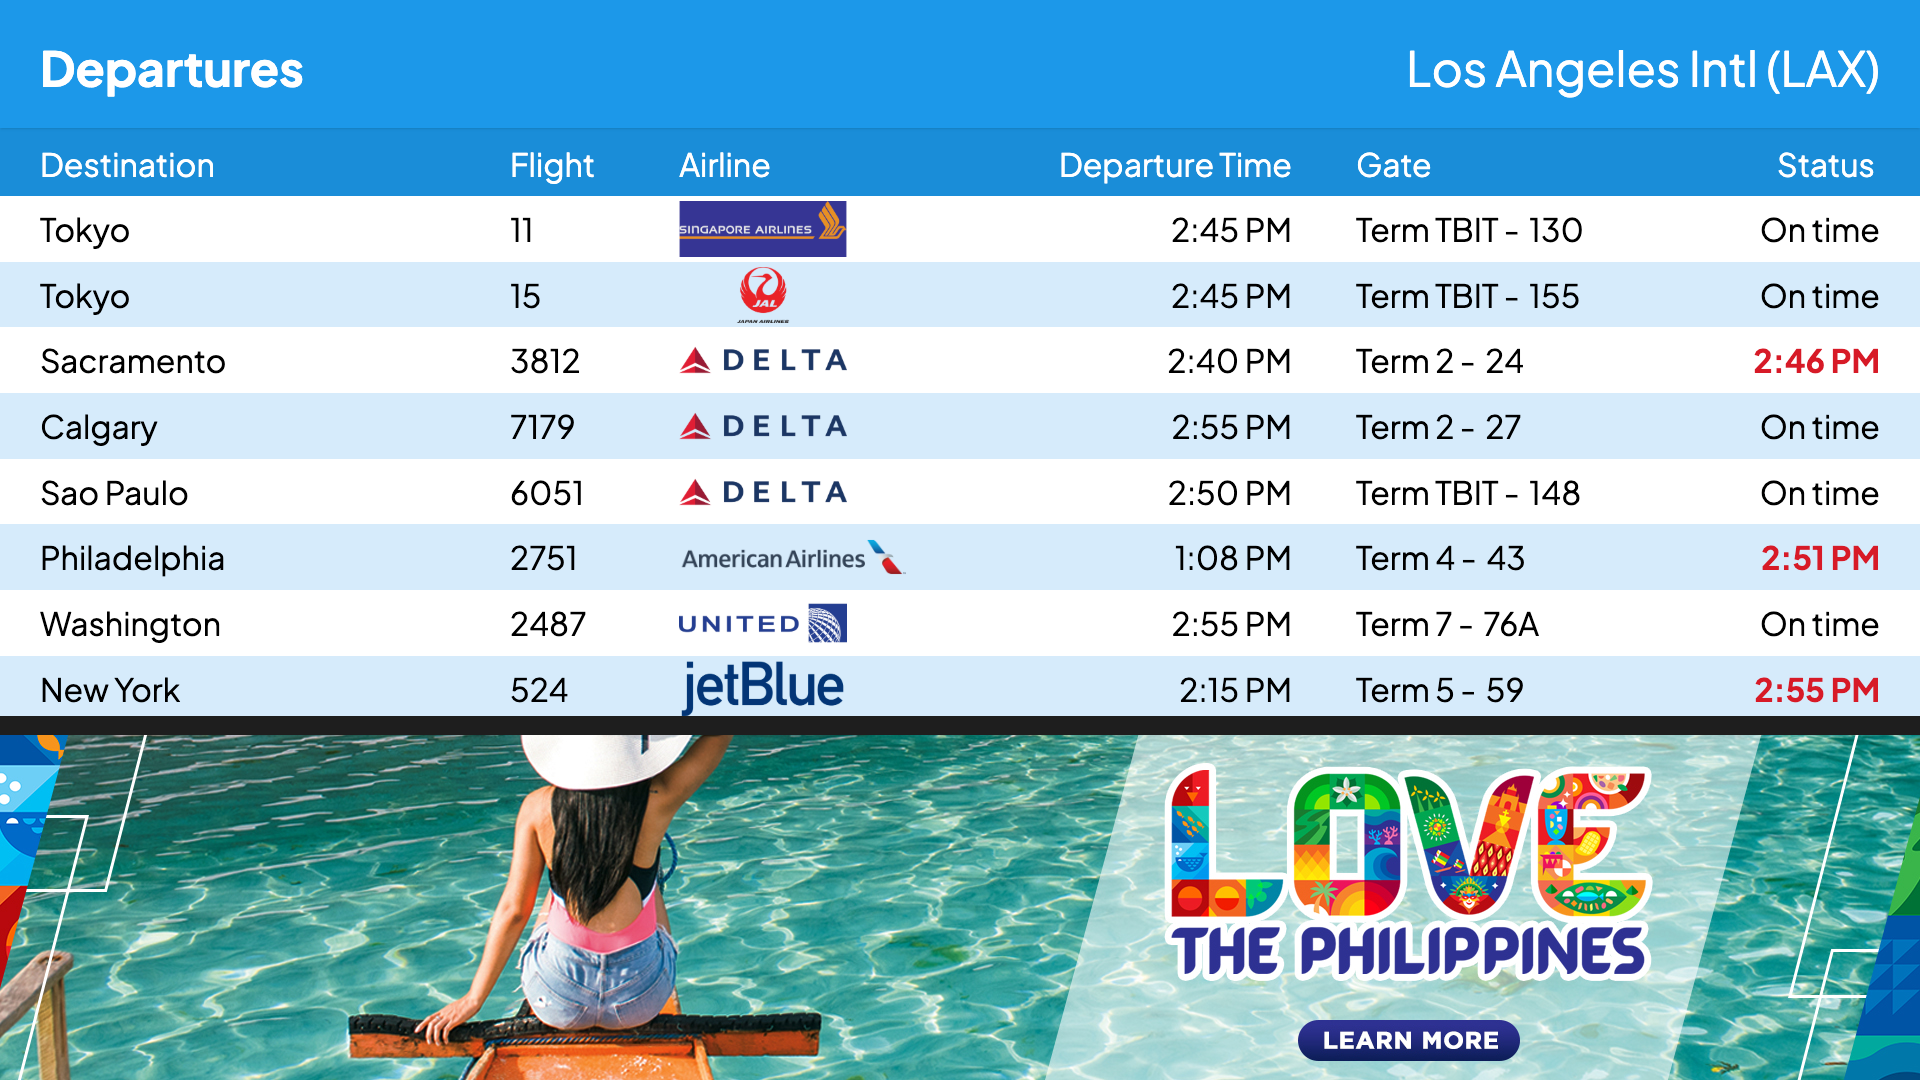 Departures Los Angeles Intl (LAX)
Destination Flight Airline Departure Time Gate Status
Tokyo 11 SINGAPORE AIRLINES 2:45 PM Term TBIT - 130 On time
Tokyo 15 JAL JAPAN AIRLINES 2:45 PM Term TBIT - 155 On time
Sacramento 3812 DELTA 2:40 PM Term 2 - 24 2:46 PM
Calgary 7179 DELTA 2:55 PM Term 2 - 27 On time
Sao Paulo 6051 DELTA 2:50 PM Term TBIT - 148 On time
Philadelphia 2751 American Airlines 1:08 PM Term 4 - 43 2:51 PM
Washington 2487 UNITED 2:55 PM Term 7 - 76A On time
New York 524 jetBlue 2:15 PM Term 5 - 59 2:55 PM
LOVE
THE PHILIPPINES
LEARN MORE